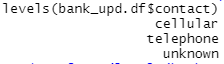 levels(bank_upd.df$contact)
cellular
telephone
unknown